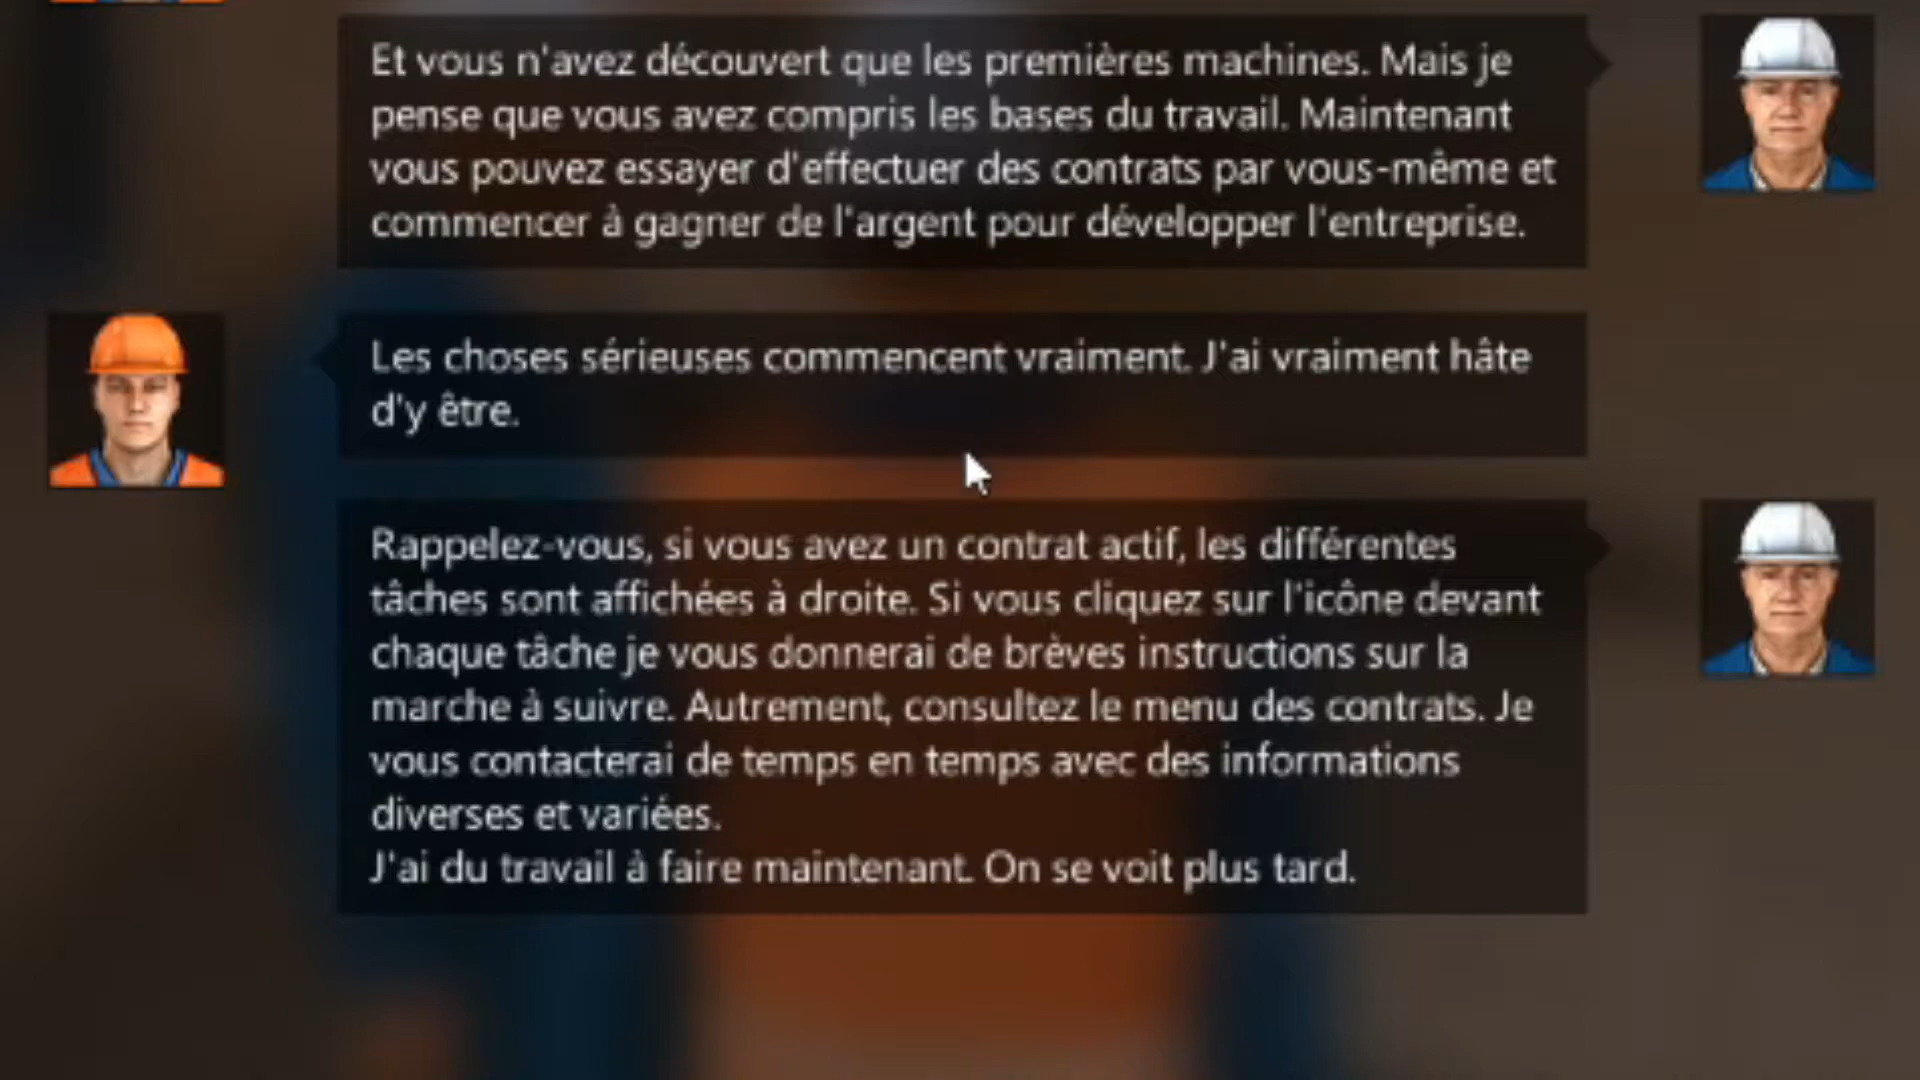 Et vous n'avez découvert que les premières machines. Mais je
pense que vous avez compris les bases du travail. Maintenant
vous pouvez essayer d'effectuer des contrats par vous-même et
commencer à gagner de l'argent pour développer l'entreprise.
Les choses sérieuses commencent vraiment. J'ai vraiment hâte
d'y être.
Rappelez-vous, si vous avez un contrat actif, les différentes
tâches sont affichées à droite. Si vous cliquez sur l'icône devant
chaque tâche je vous donnerai de brèves instructions sur la
marche à suivre. Autrement, consultez le menu des contrats. Je
vous contacterai de temps en temps avec des informations
diverses et variées.
J'ai du travail à faire maintenant. On se voit plus tard.